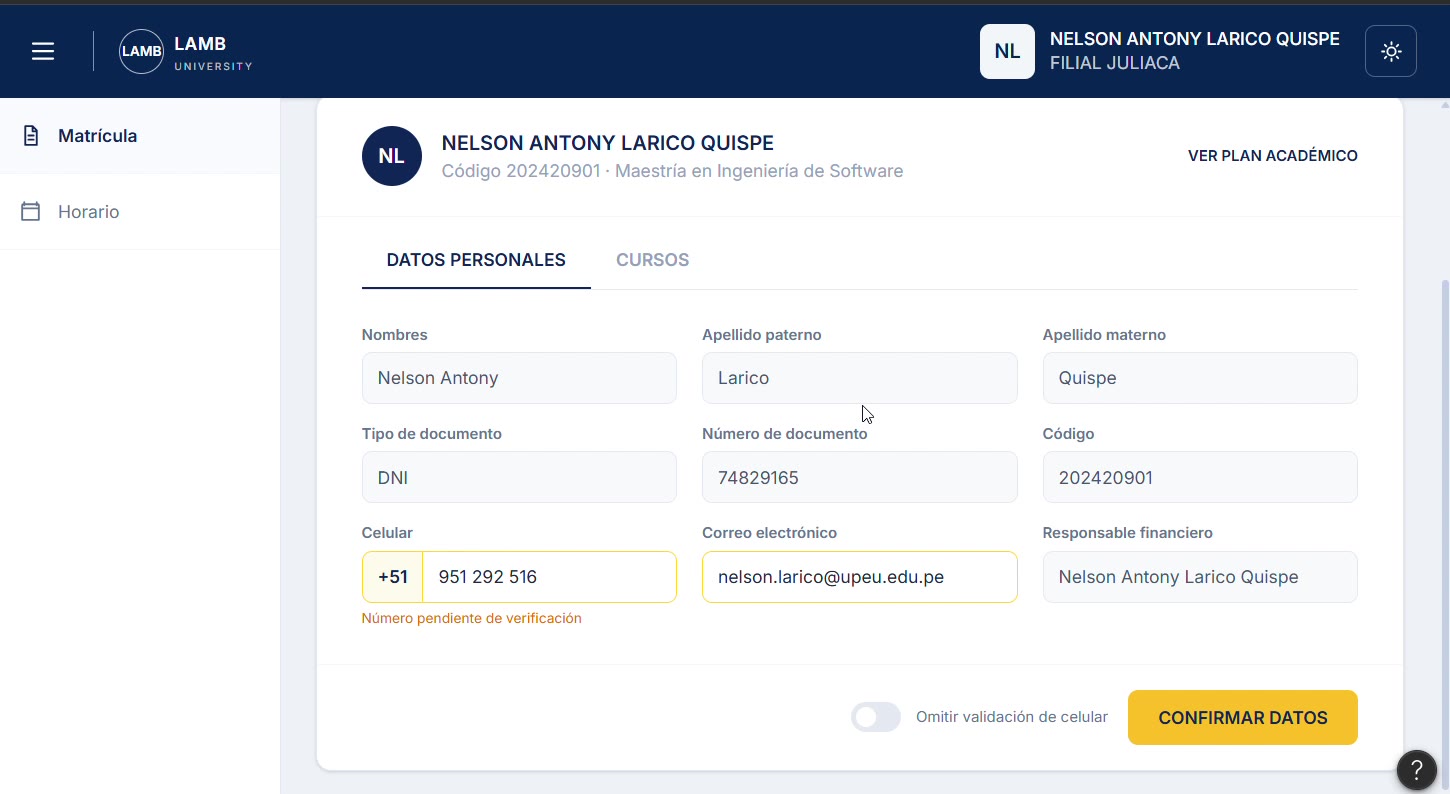 LAMB
LAMB
UNIVERSITY
NL
NELSON ANTONY LARICO QUISPE
FILIAL JULIACA
Matrícula
Horario
NL
NELSON ANTONY LARICO QUISPE
Código 202420901 · Maestría en Ingeniería de Software
VER PLAN ACADÉMICO
DATOS PERSONALES
CURSOS
Nombres
Apellido paterno
Apellido materno
Nelson Antony
Larico
Quispe
Tipo de documento
Número de documento
Código
DNI
74829165
202420901
Celular
Correo electrónico
Responsable financiero
+51
951 292 516
nelson.larico@upeu.edu.pe
Nelson Antony Larico Quispe
Número pendiente de verificación
Omitir validación de celular
CONFIRMAR DATOS
?